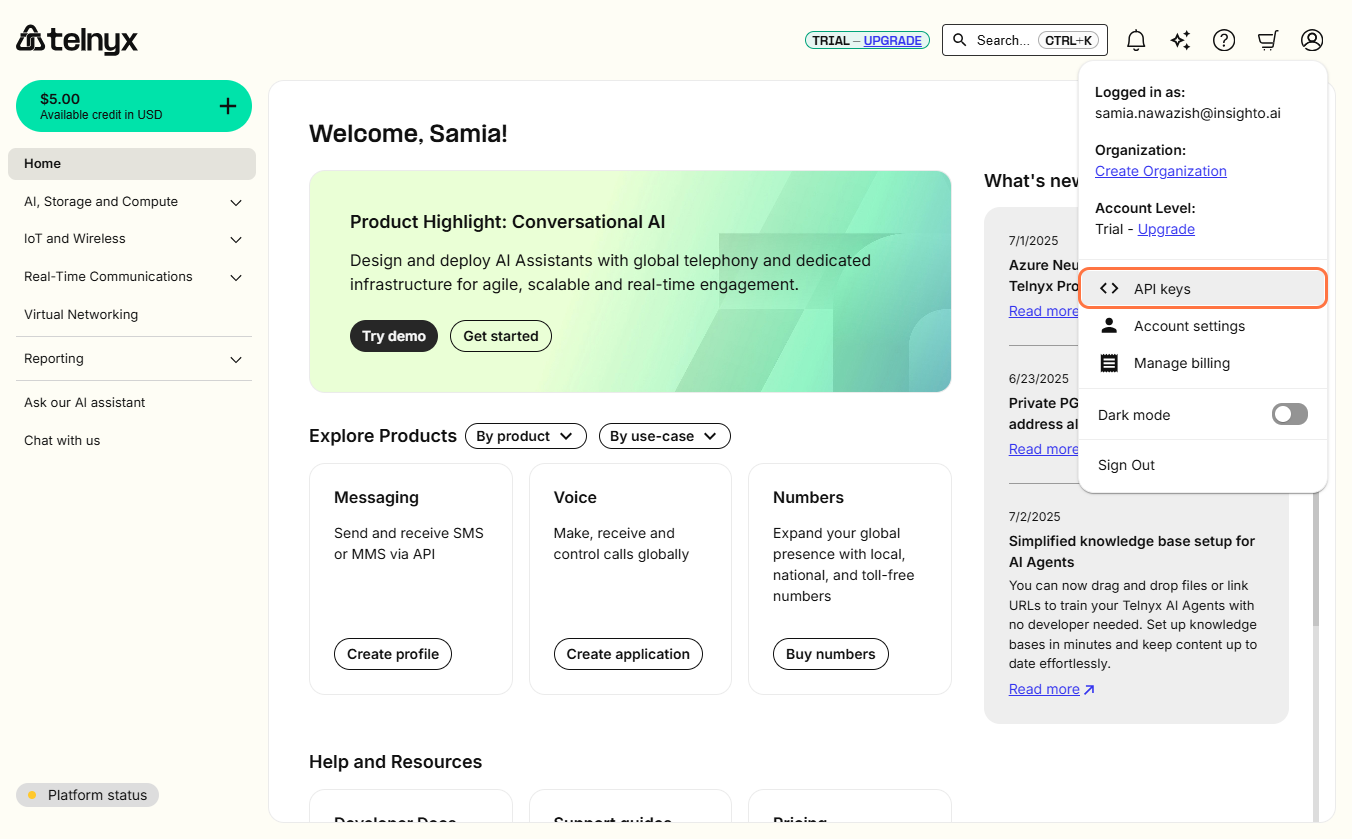 telnyx
TRIAL – UPGRADE
Search... CTRL+K
$5.00
Available credit in USD
Home
AI, Storage and Compute
IoT and Wireless
Real-Time Communications
Virtual Networking
Reporting
Ask our AI assistant
Chat with us
Platform status
Welcome, Samia!
Product Highlight: Conversational AI
Design and deploy AI Assistants with global telephony and dedicated
infrastructure for agile, scalable and real-time engagement.
Try demo
Get started
Explore Products
By product
By use-case
Messaging
Send and receive SMS
or MMS via API
Create profile
Voice
Make, receive and
control calls globally
Create application
Numbers
Expand your global
presence with local,
national, and toll-free
numbers
Buy numbers
Help and Resources
Developer Docs
Support guides
Pricing
What's new
7/1/2025
Azure Neu
Telnyx Pro
Read more
6/23/2025
Private PG
address al
Read more
7/2/2025
Simplified knowledge base setup for
AI Agents
You can now drag and drop files or link
URLs to train your Telnyx AI Agents with
no developer needed. Set up knowledge
bases in minutes and keep content up to
date effortlessly.
Read more
Logged in as:
samia.nawazish@insighto.ai
Organization:
Create Organization
Account Level:
Trial - Upgrade
API keys
Account settings
Manage billing
Dark mode
Sign Out